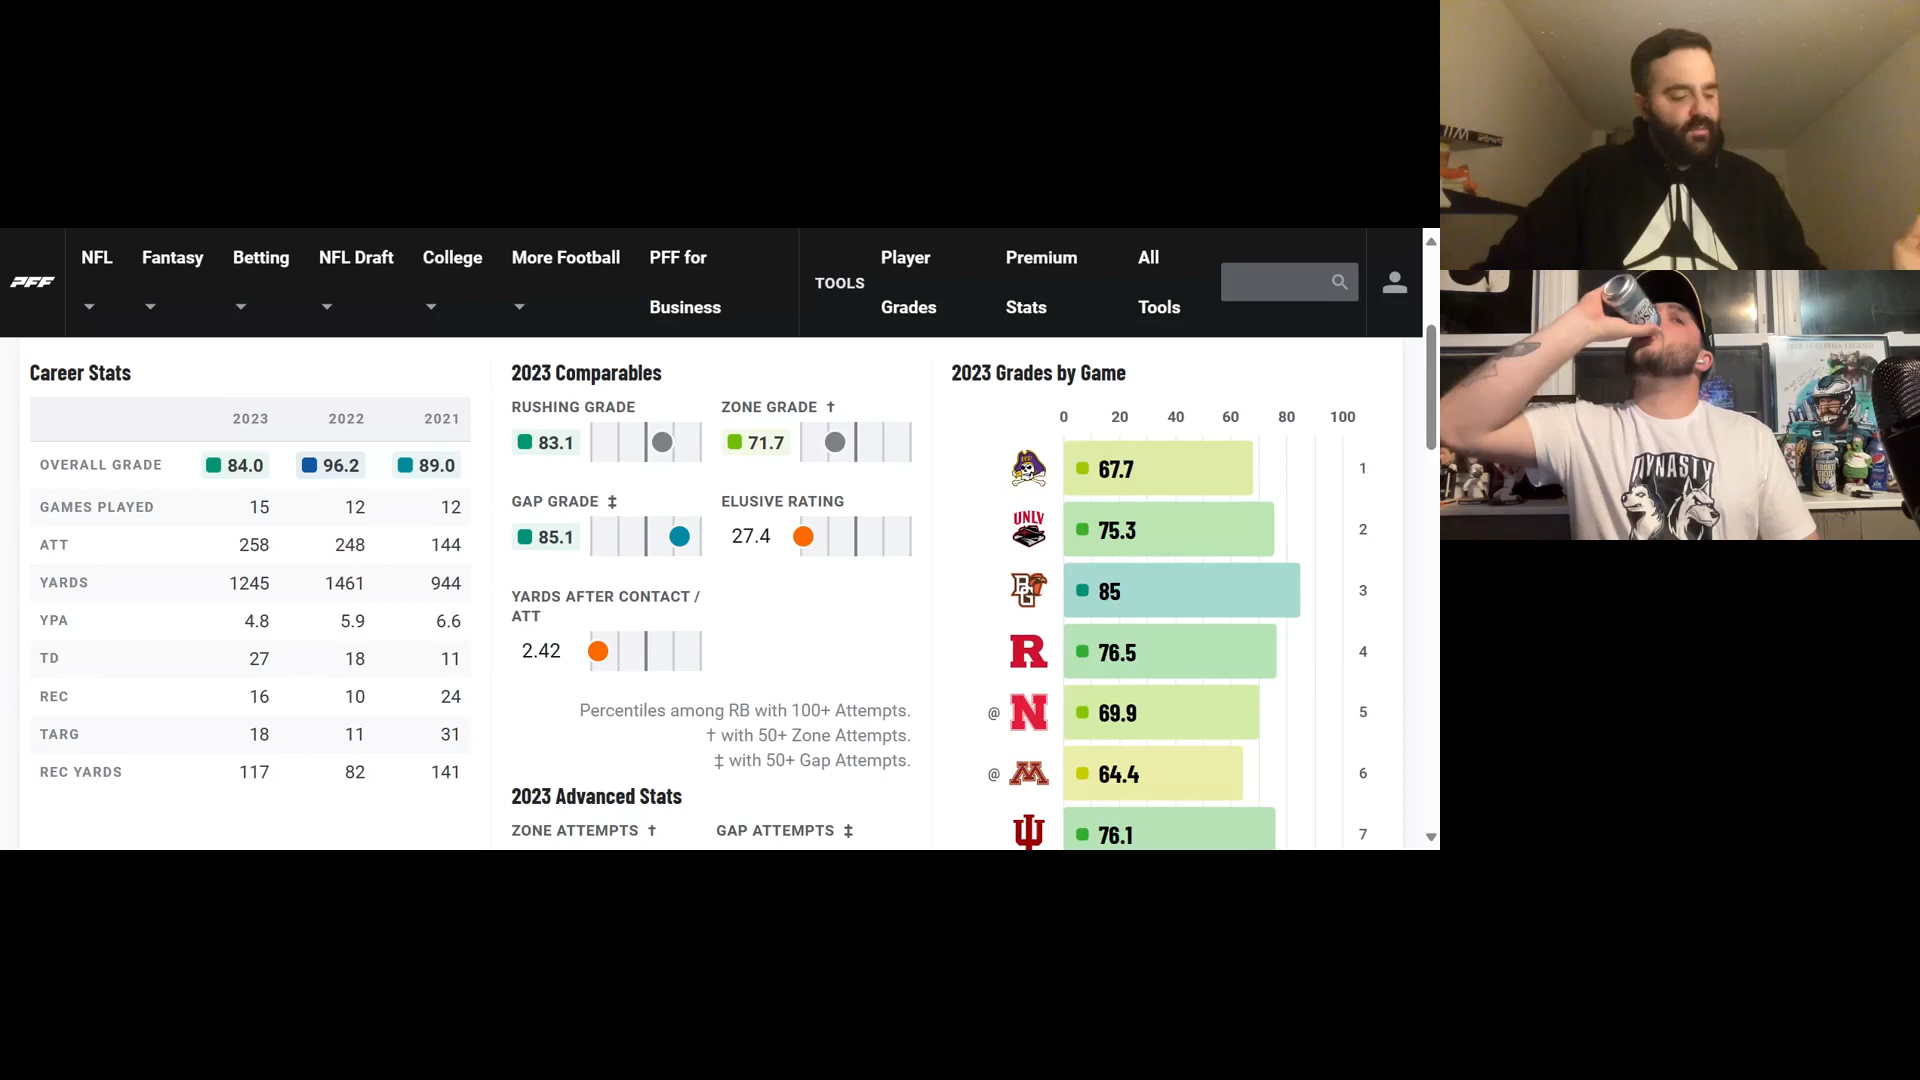 PFF
NFL
Fantasy
Betting
NFL Draft
College
More Football
PFF for
Business
TOOLS
Player
Grades
Premium
Stats
All
Tools
Career Stats
2023 2022 2021
OVERALL GRADE 84.0 96.2 89.0
GAMES PLAYED 15 12 12
ATT 258 248 144
YARDS 1245 1461 944
YPA 4.8 5.9 6.6
TD 27 18 11
REC 16 10 24
TARG 18 11 31
REC YARDS 117 82 141
2023 Comparables
RUSHING GRADE
83.1
ZONE GRADE †
71.7
GAP GRADE ‡
85.1
ELUSIVE RATING
27.4
YARDS AFTER CONTACT /
ATT
2.42
Percentiles among RB with 100+ Attempts.
† with 50+ Zone Attempts.
‡ with 50+ Gap Attempts.
2023 Advanced Stats
ZONE ATTEMPTS † GAP ATTEMPTS ‡
2023 Grades by Game
0 20 40 60 80 100
ECU 67.7 1
UNLV 75.3 2
BG 85 3
R 76.5 4
@ N 69.9 5
@ M 64.4 6
76.1 7
DYNASTY